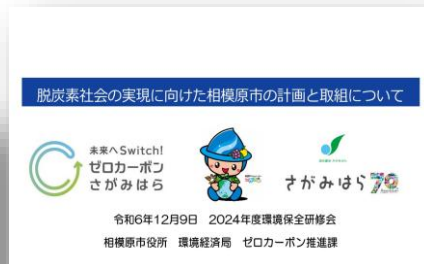 脱炭素社会の実現に向けた相模原市の計画と取組について
未来へSwitch!
ゼロカーボン
さがみはら
さがみはら70
令和6年12月9日 2024年度環境保全研修会
相模原市役所 環境経済局 ゼロカーボン推進課